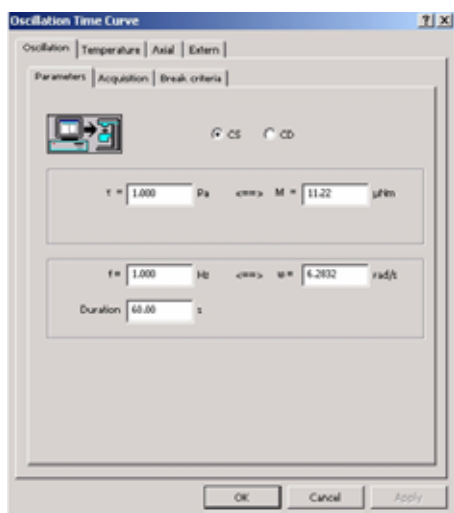 Oscillation Time Curve
Oscillation Temperature Axial Extern
Parameters Acquisition Break criteria
CS CD
τ = 1.000 Pa <==> M = 11.22 µNm
f = 1.000 Hz <==> ω = 6.2832 rad/s
Duration 60.00 s
OK Cancel Apply